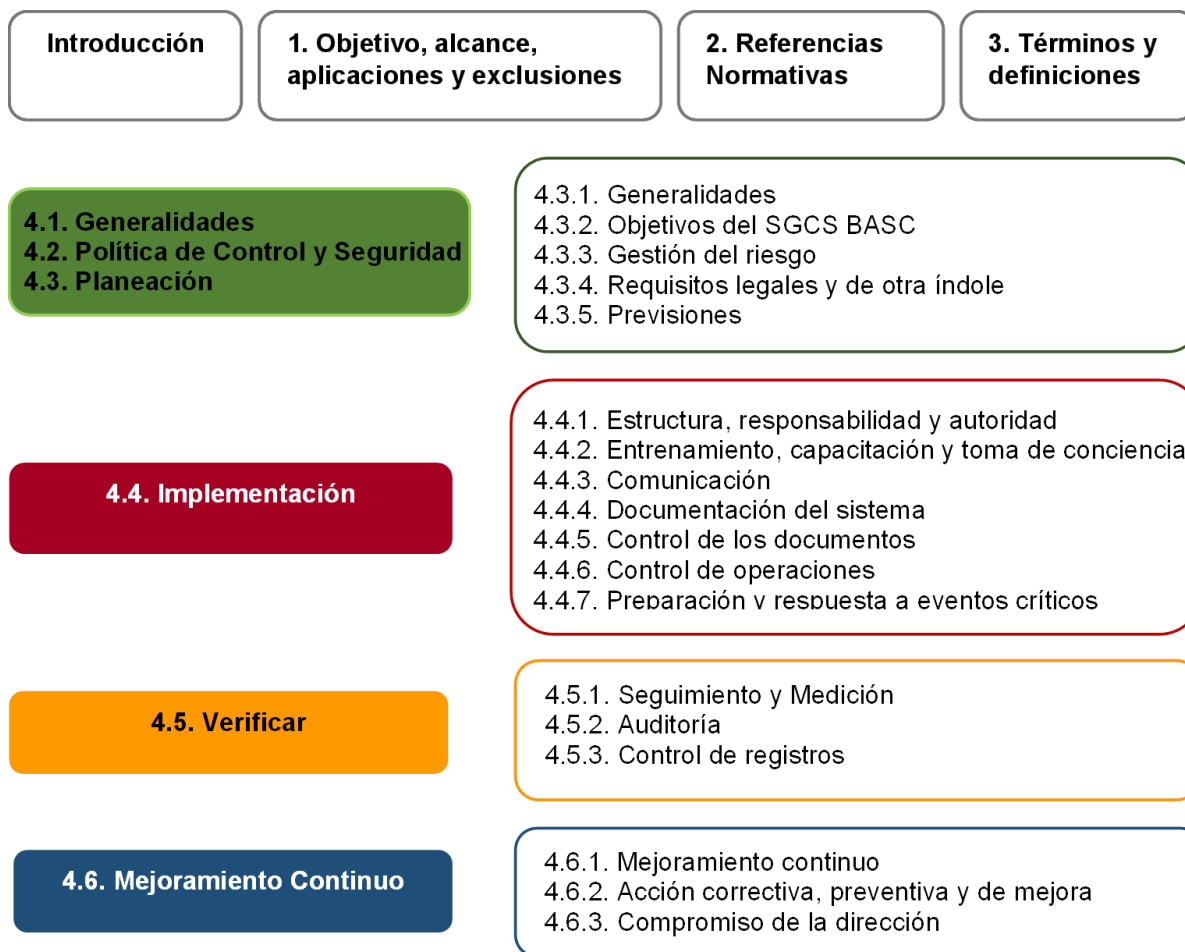 Introducción
1. Objetivo, alcance,
aplicaciones y exclusiones
2. Referencias
Normativas
3. Términos y
definiciones
4.1. Generalidades
4.2. Política de Control y Seguridad
4.3. Planeación
4.3.1. Generalidades
4.3.2. Objetivos del SGCS BASC
4.3.3. Gestión del riesgo
4.3.4. Requisitos legales y de otra índole
4.3.5. Previsiones
4.4. Implementación
4.4.1. Estructura, responsabilidad y autoridad
4.4.2. Entrenamiento, capacitación y toma de conciencia
4.4.3. Comunicación
4.4.4. Documentación del sistema
4.4.5. Control de los documentos
4.4.6. Control de operaciones
4.4.7. Preparación y respuesta a eventos críticos
4.5. Verificar
4.5.1. Seguimiento y Medición
4.5.2. Auditoría
4.5.3. Control de registros
4.6. Mejoramiento Continuo
4.6.1. Mejoramiento continuo
4.6.2. Acción correctiva, preventiva y de mejora
4.6.3. Compromiso de la dirección